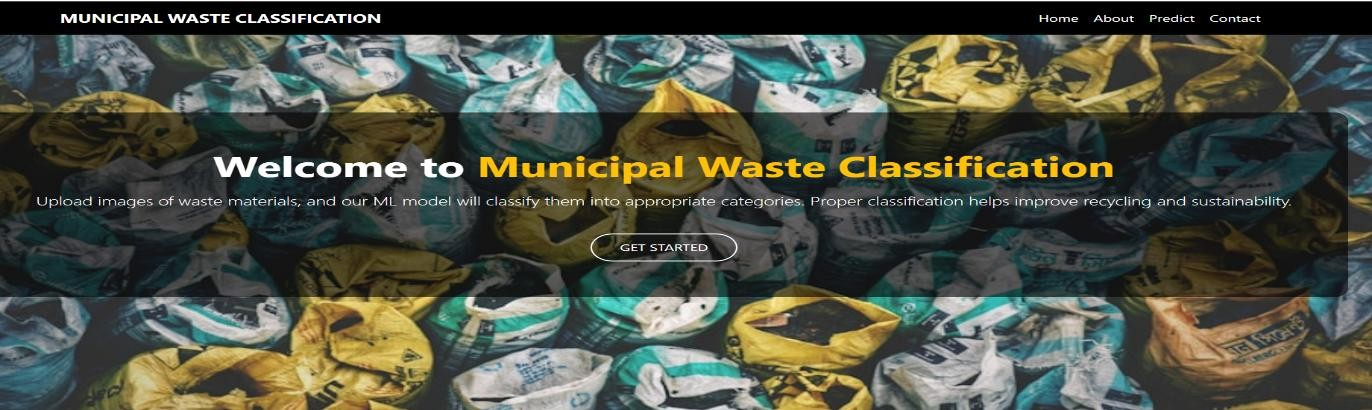 MUNICIPAL WASTE CLASSIFICATION
Home About Predict Contact
Welcome to Municipal Waste Classification
Upload images of waste materials, and our ML model will classify them into appropriate categories. Proper classification helps improve recycling and sustainability.
GET STARTED